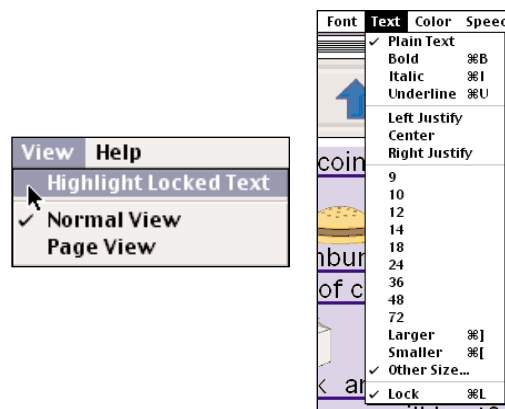 View Help
Highlight Locked Text
✓ Normal View
Page View
Font Text Color Speed
✓ Plain Text
Bold ⌘B
Italic ⌘I
Underline ⌘U
Left Justify
Center
Right Justify
9
10
12
14
18
24
36
48
72
Larger ⌘]
Smaller ⌘[
✓ Other Size...
✓ Lock ⌘L
coin
nbur
of c